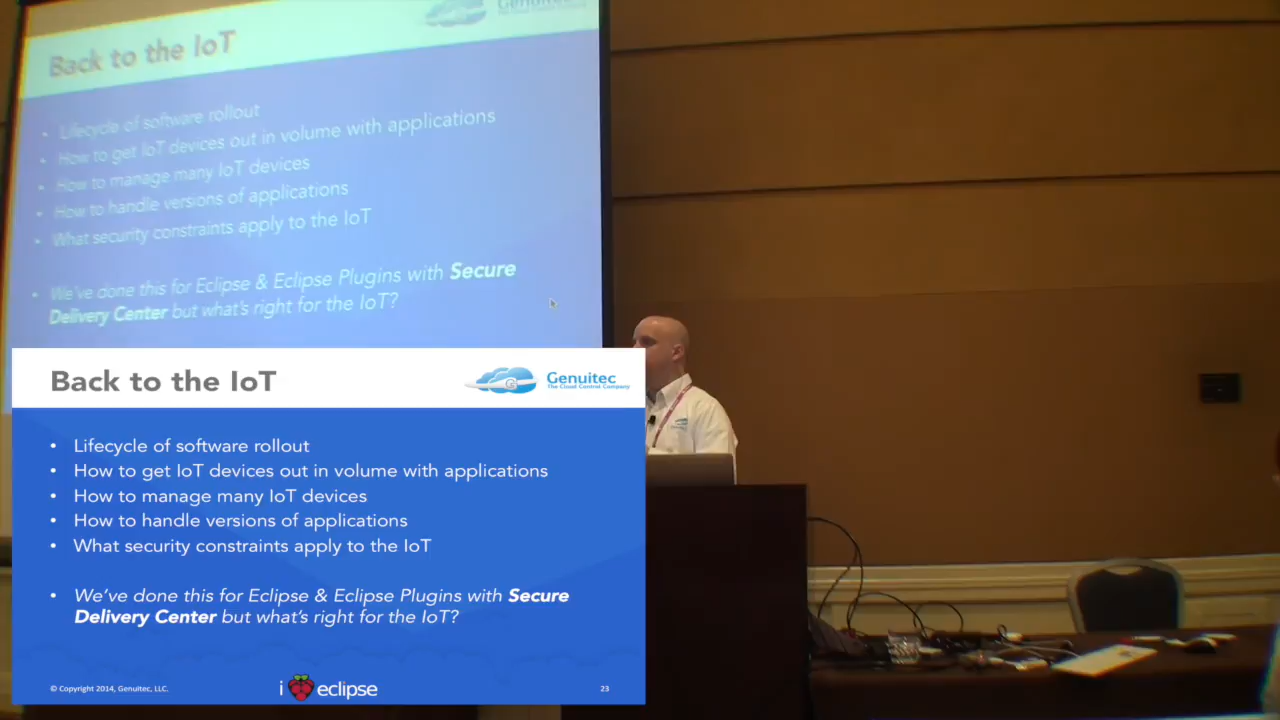 Genuitec
Back to the IoT
• Lifecycle of software rollout
• How to get IoT devices out in volume with applications
• How to manage many IoT devices
• How to handle versions of applications
• What security constraints apply to the IoT
• We've done this for Eclipse & Eclipse Plugins with Secure
Delivery Center but what's right for the IoT?
Back to the IoT
Genuitec
The Cloud Control Company
• Lifecycle of software rollout
• How to get IoT devices out in volume with applications
• How to manage many IoT devices
• How to handle versions of applications
• What security constraints apply to the IoT
• We've done this for Eclipse & Eclipse Plugins with Secure
Delivery Center but what's right for the IoT?
© Copyright 2014, Genuitec, LLC.
i eclipse
23